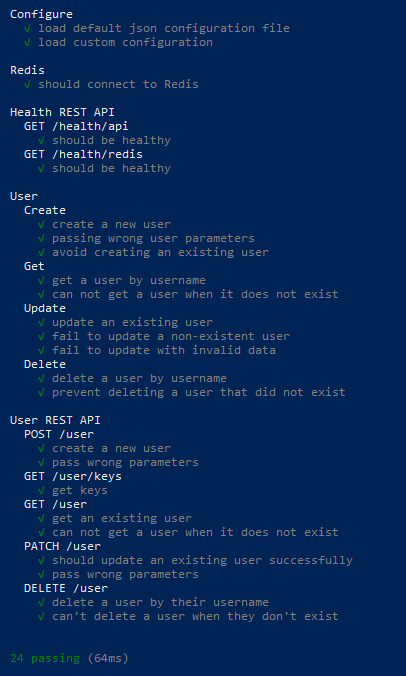 Configure
√ load default json configuration file
√ load custom configuration
Redis
√ should connect to Redis
Health REST API
GET /health/api
√ should be healthy
GET /health/redis
√ should be healthy
User
Create
√ create a new user
√ passing wrong user parameters
√ avoid creating an existing user
Get
√ get a user by username
√ can not get a user when it does not exist
Update
√ update an existing user
√ fail to update a non-existent user
√ fail to update with invalid data
Delete
√ delete a user by username
√ prevent deleting a user that did not exist
User REST API
POST /user
√ create a new user
√ pass wrong parameters
GET /user/keys
√ get keys
GET /user
√ get an existing user
√ can not get a user when it does not exist
PATCH /user
√ should update an existing user successfully
√ pass wrong parameters
DELETE /user
√ delete a user by their username
√ can't delete a user when they don't exist
24 passing (64ms)